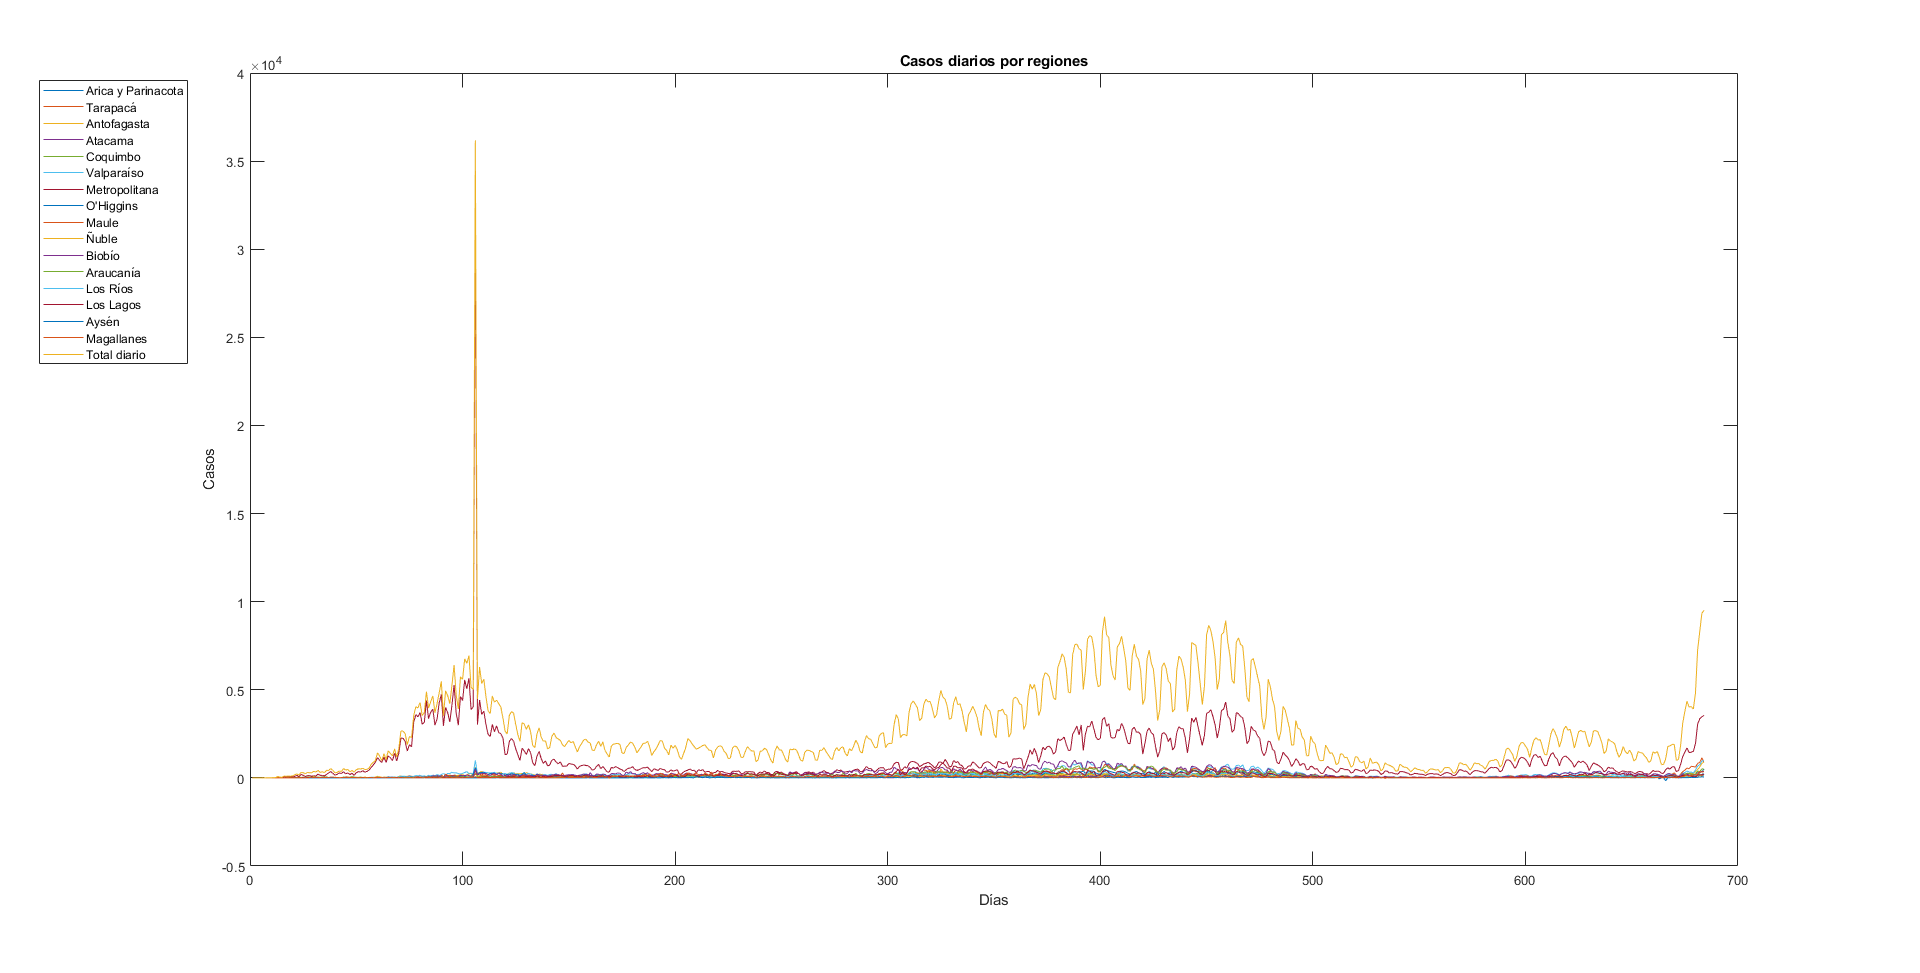 Casos diarios por regiones
×10⁴
Arica y Parinacota
Tarapacá
Antofagasta
Atacama
Coquimbo
Valparaíso
Metropolitana
O'Higgins
Maule
Ñuble
Biobío
Araucanía
Los Ríos
Los Lagos
Aysén
Magallanes
Total diario
Casos
4
3.5
3
2.5
2
1.5
1
0.5
0
-0.5
0 100 200 300 400 500 600 700
Días